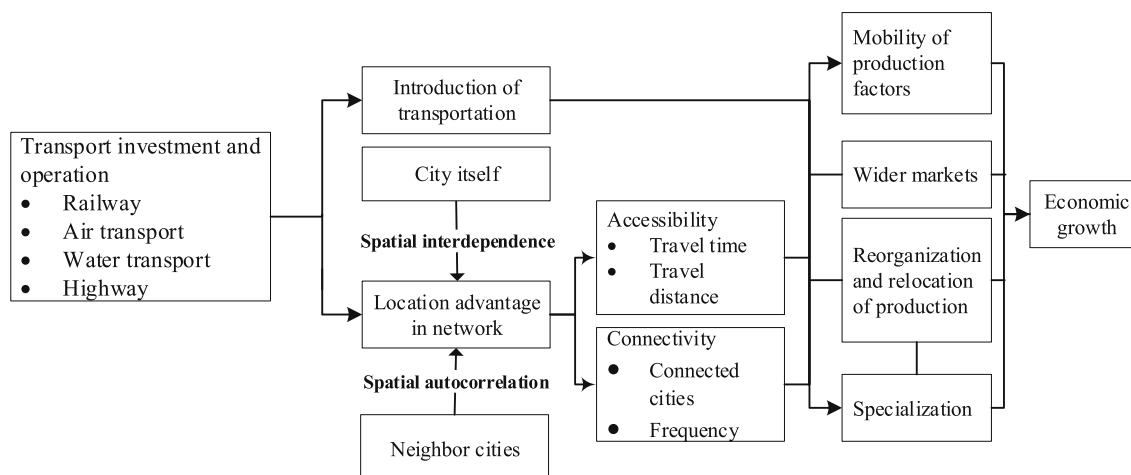 Transport investment and
operation
● Railway
● Air transport
● Water transport
● Highway
Introduction of
transportation
City itself
Spatial interdependence
Location advantage
in network
Spatial autocorrelation
Neighbor cities
Accessibility
● Travel time
● Travel
distance
Connectivity
● Connected
cities
● Frequency
Mobility of
production
factors
Wider markets
Reorganization
and relocation
of production
Specialization
Economic
growth